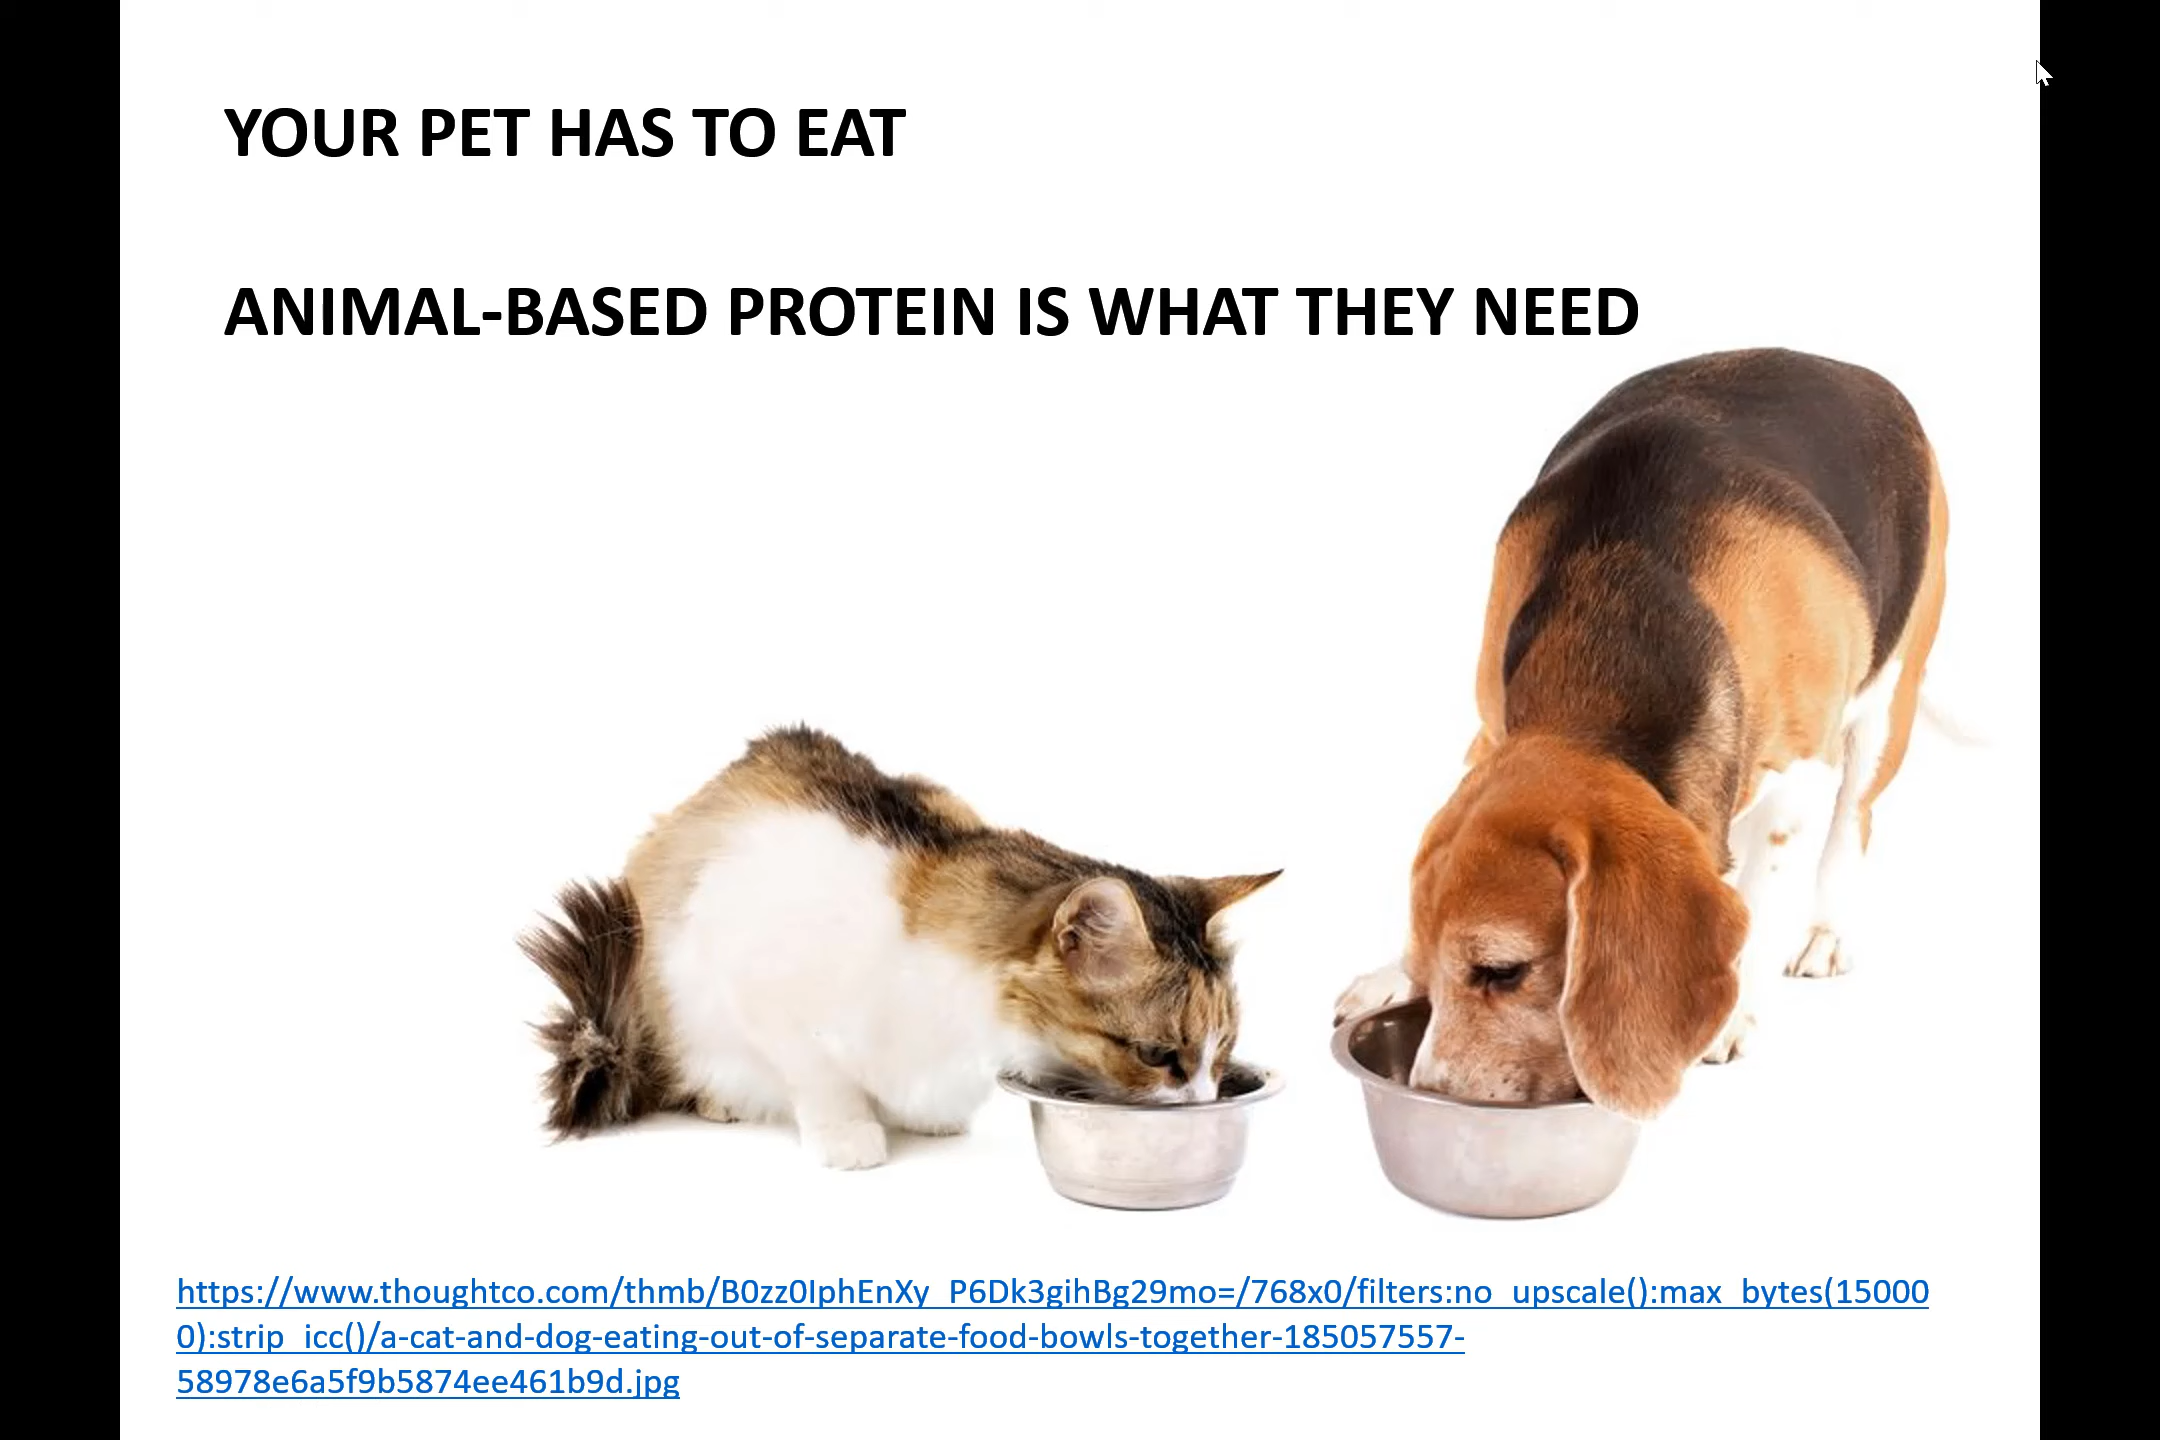 YOUR PET HAS TO EAT
ANIMAL-BASED PROTEIN IS WHAT THEY NEED
https://www.thoughtco.com/thmb/B0zz0IphEnXy_P6Dk3gihBg29mo=/768x0/filters:no_upscale():max_bytes(15000
0):strip_icc()/a-cat-and-dog-eating-out-of-separate-food-bowls-together-185057557-
58978e6a5f9b5874ee461b9d.jpg